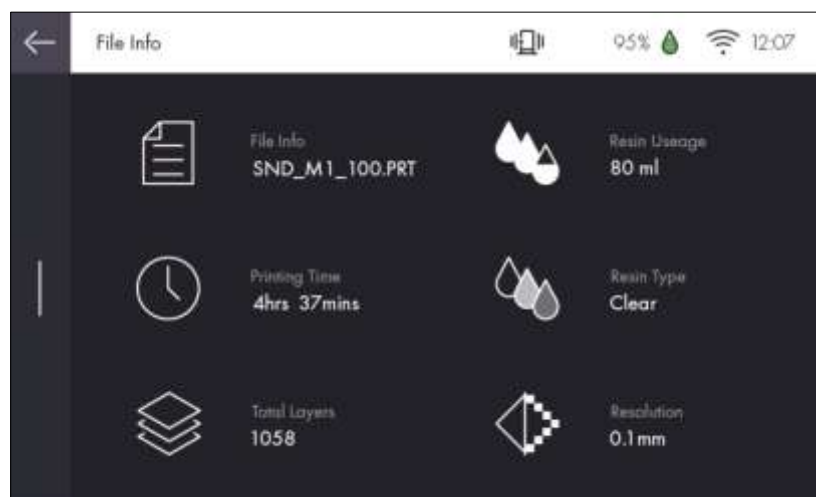 File Info
95%
12:07
File Info
SND_M1_100.PRT
Resin Useage
80 ml
Printing Time
4hrs 37mins
Resin Type
Clear
Total Layers
1058
Resolution
0.1mm